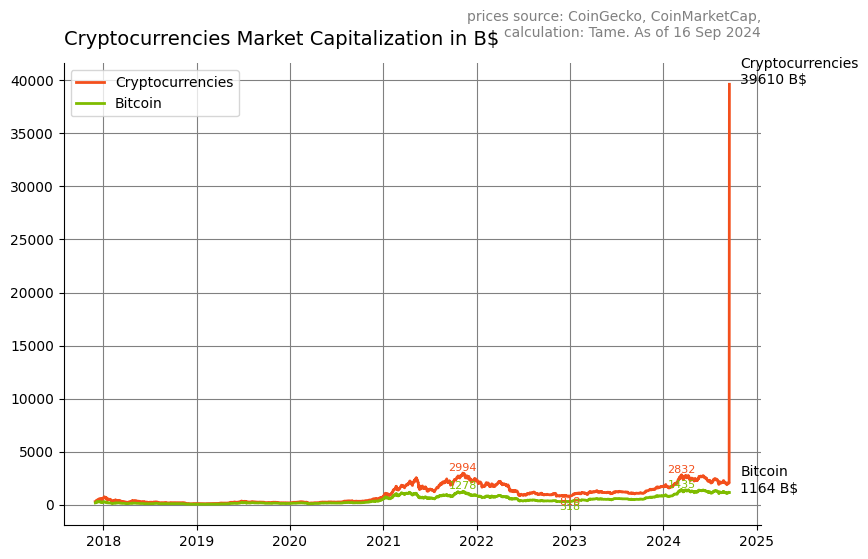 prices source: CoinGecko, CoinMarketCap,
calculation: Tame. As of 16 Sep 2024
Cryptocurrencies Market Capitalization in B$
Cryptocurrencies
39610 B$
Cryptocurrencies
Bitcoin
40000
35000
30000
25000
20000
15000
10000
5000
0
2994
1278
2832
Bitcoin
1164 B$
2018
2019
2020
2021
2022
2023
2024
2025